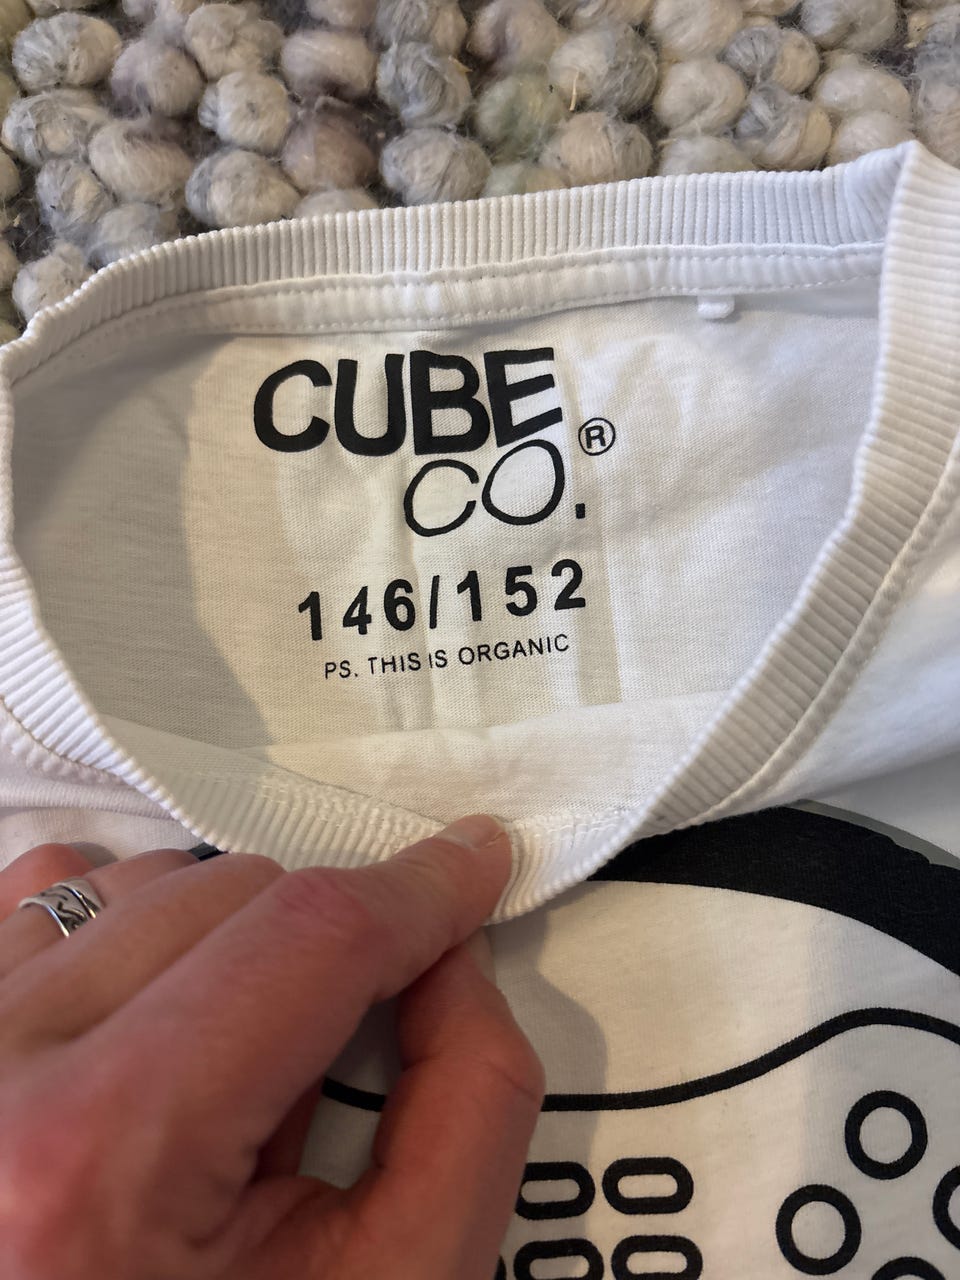 CUBE
CO.®
146/152
PS. THIS IS ORGANIC